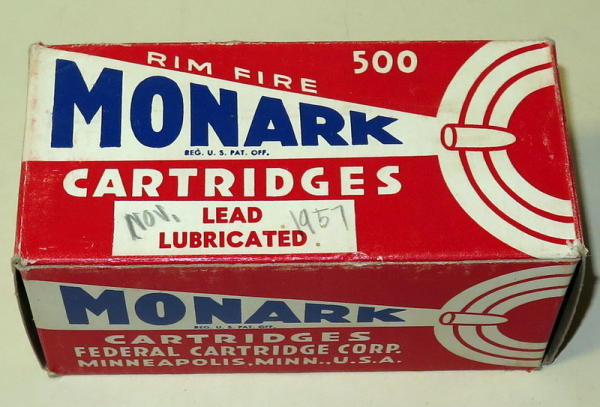 RIM FIRE 500
MONARK
REG. U. S. PAT. OFF.
CARTRIDGES
NOV. LEAD 1957
LUBRICATED
MONARK
REG. U.S. PAT. OFF.
CARTRIDGES
FEDERAL CARTRIDGE CORP.
MINNEAPOLIS, MINN., U.S.A.